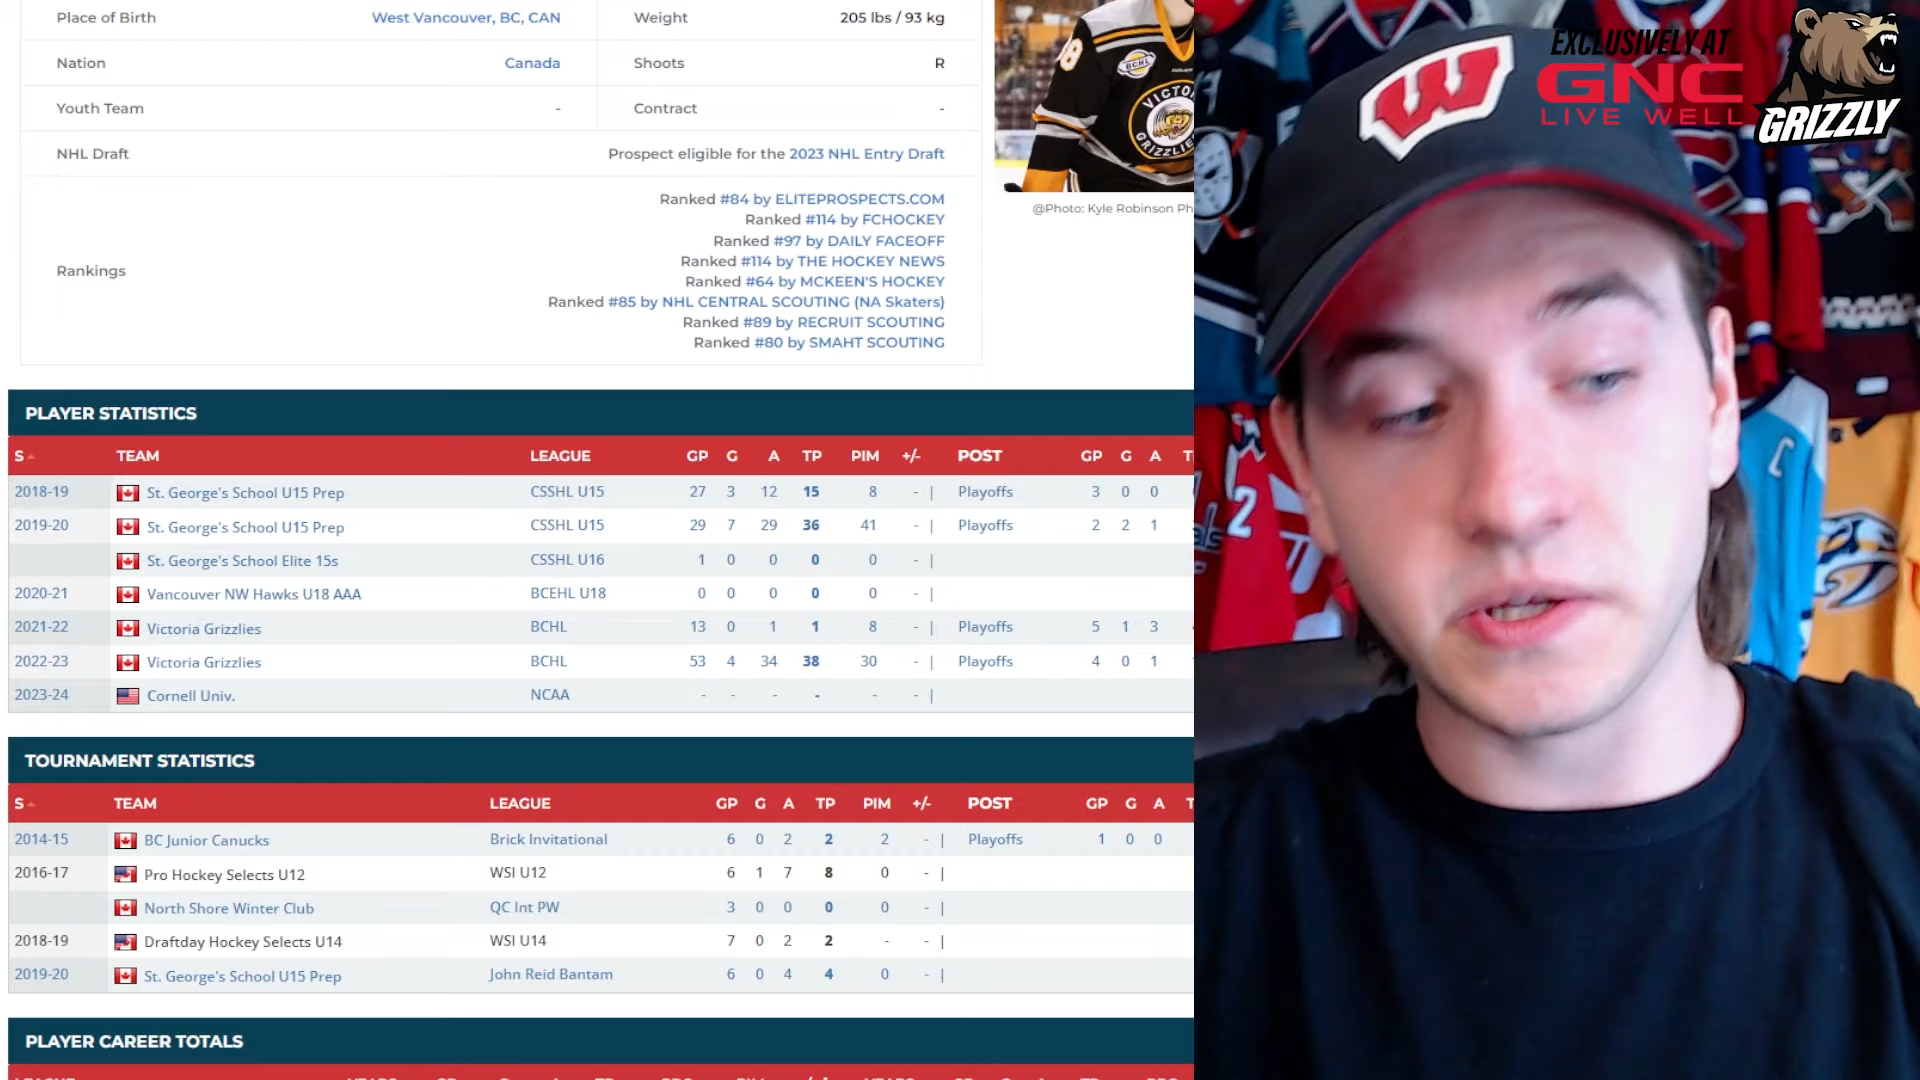 Place of Birth West Vancouver, BC, CAN Weight 205 lbs / 93 kg
Nation Canada Shoots R
Youth Team - Contract -
NHL Draft Prospect eligible for the 2023 NHL Entry Draft
Rankings
Ranked #84 by ELITEPROSPECTS.COM
Ranked #114 by FCHOCKEY
Ranked #97 by DAILY FACEOFF
Ranked #114 by THE HOCKEY NEWS
Ranked #64 by MCKEEN'S HOCKEY
Ranked #85 by NHL CENTRAL SCOUTING (NA Skaters)
Ranked #89 by RECRUIT SCOUTING
Ranked #80 by SMAHT SCOUTING
BCHL
GRIZZLIES
@Photo: Kyle Robinson Ph
EXCLUSIVELY AT
GNC
LIVE WELL
GRIZZLY
W
PLAYER STATISTICS
S TEAM LEAGUE GP G A TP PIM +/- POST GP G A T
2018-19 St. George's School U15 Prep CSSHL U15 27 3 12 15 8 - | Playoffs 3 0 0
2019-20 St. George's School U15 Prep CSSHL U15 29 7 29 36 41 - | Playoffs 2 2 1
St. George's School Elite 15s CSSHL U16 1 0 0 0 0 - |
2020-21 Vancouver NW Hawks U18 AAA BCEHL U18 0 0 0 0 0 - |
2021-22 Victoria Grizzlies BCHL 13 0 1 1 8 - | Playoffs 5 1 3
2022-23 Victoria Grizzlies BCHL 53 4 34 38 30 - | Playoffs 4 0 1
2023-24 Cornell Univ. NCAA - - - - - - |
TOURNAMENT STATISTICS
S TEAM LEAGUE GP G A TP PIM +/- POST GP G A T
2014-15 BC Junior Canucks Brick Invitational 6 0 2 2 2 - | Playoffs 1 0 0
2016-17 Pro Hockey Selects U12 WSI U12 6 1 7 8 0 - |
North Shore Winter Club QC Int PW 3 0 0 0 0 - |
2018-19 Draftday Hockey Selects U14 WSI U14 7 0 2 2 - - |
2019-20 St. George's School U15 Prep John Reid Bantam 6 0 4 4 0 - |
PLAYER CAREER TOTALS